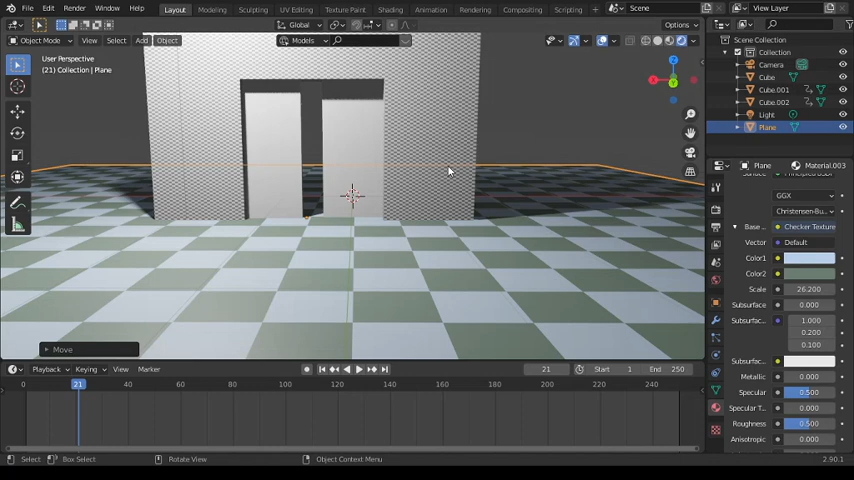 File Edit Render Window Help Layout Modeling Sculpting UV Editing Texture Paint Shading Animation Rendering Compositing Scene View Layer
Global Options
Object Mode View Select Add Object Models
User Perspective
(21) Collection | Plane
Move
Scene Collection
Collection
Camera
Cube
Cube.001
Cube.002
Light
Plane
Plane Material.003
GGX
Christensen-Bu...
Base ... Checker Texture
Vector Default
Color1
Color2
Scale 26.200
Subsurface 0.000
Subsurfac... 1.000
0.200
0.100
Subsurfac...
Metallic 0.000
Specular 0.500
Specular T... 0.000
Roughness 0.500
Anisotropic 0.000
Playback Keying View Marker 21 Start 1 End 250
0 21 40 60 80 100 120 140 160 180 200 220 240
Select Box Select Rotate View Object Context Menu 2.90.1